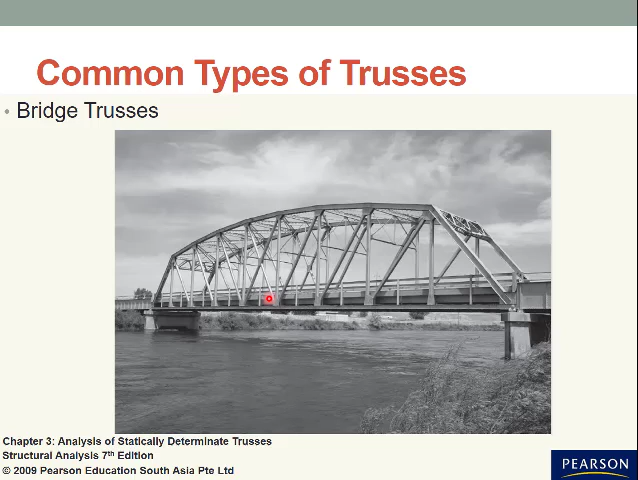 Common Types of Trusses
• Bridge Trusses
Chapter 3: Analysis of Statically Determinate Trusses
Structural Analysis 7th Edition
© 2009 Pearson Education South Asia Pte Ltd
PEARSON